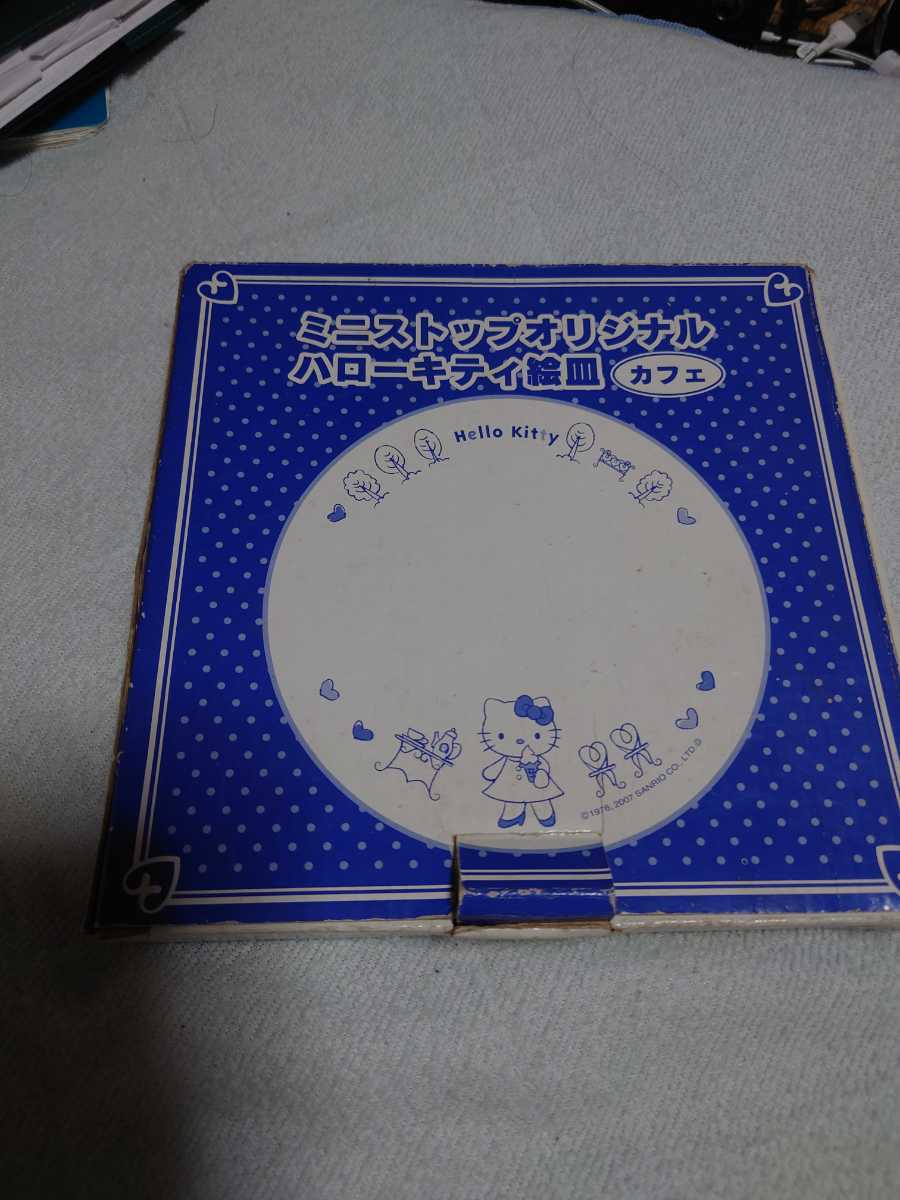 ミニストップオリジナル
ハローキティ絵皿 カフェ
Hello Kitty
©1976, 2007 SANRIO CO., LTD.©